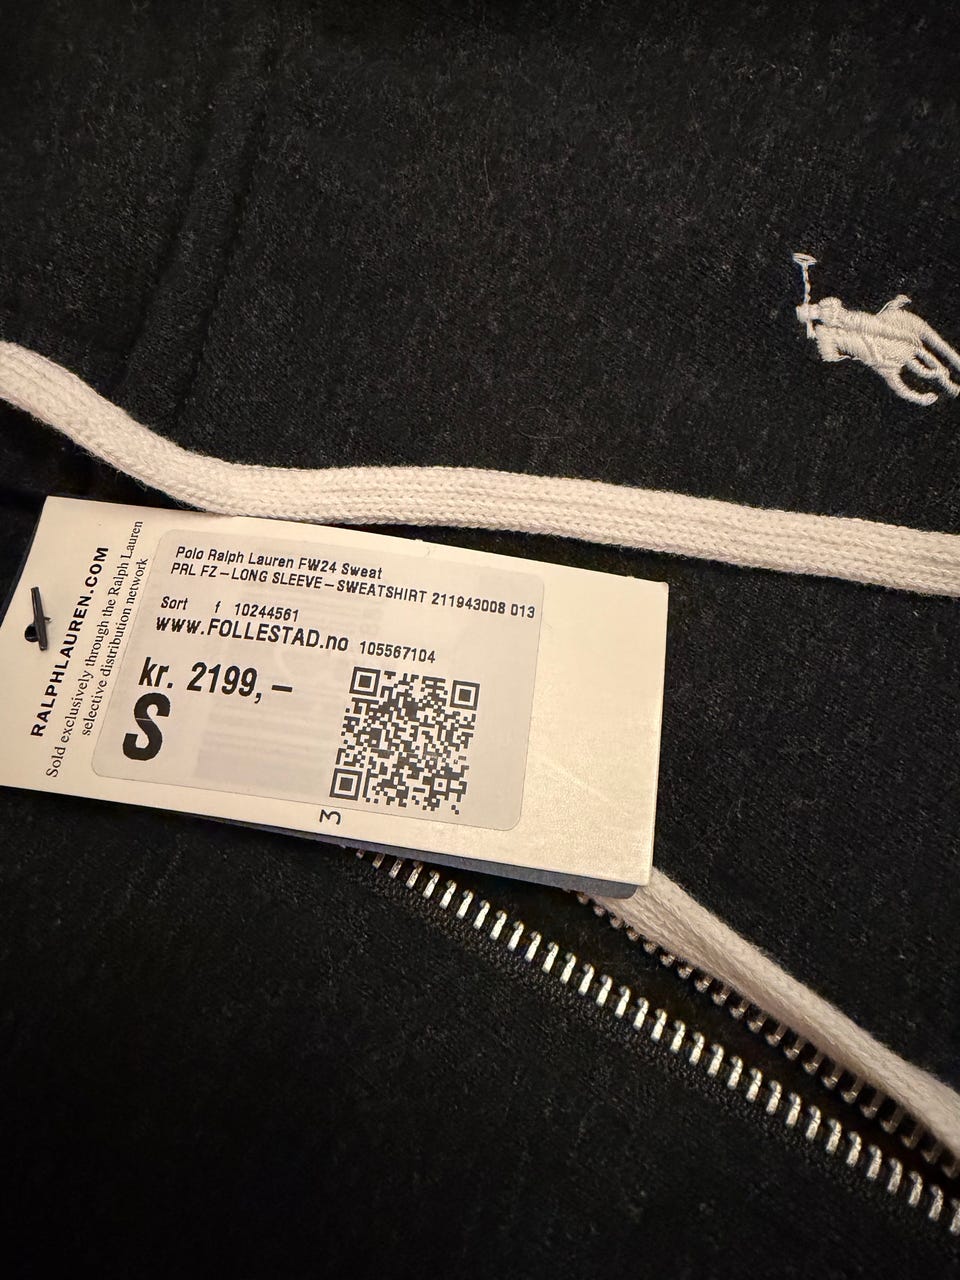 RALPHLAUREN.COM
Sold exclusively through the Ralph Lauren
selective distribution network
Polo Ralph Lauren FW24 Sweat
PRL FZ-LONG SLEEVE-SWEATSHIRT 211943008 013
Sort f 10244561
www.FOLLESTAD.no 105567104
kr. 2199,-
S
3